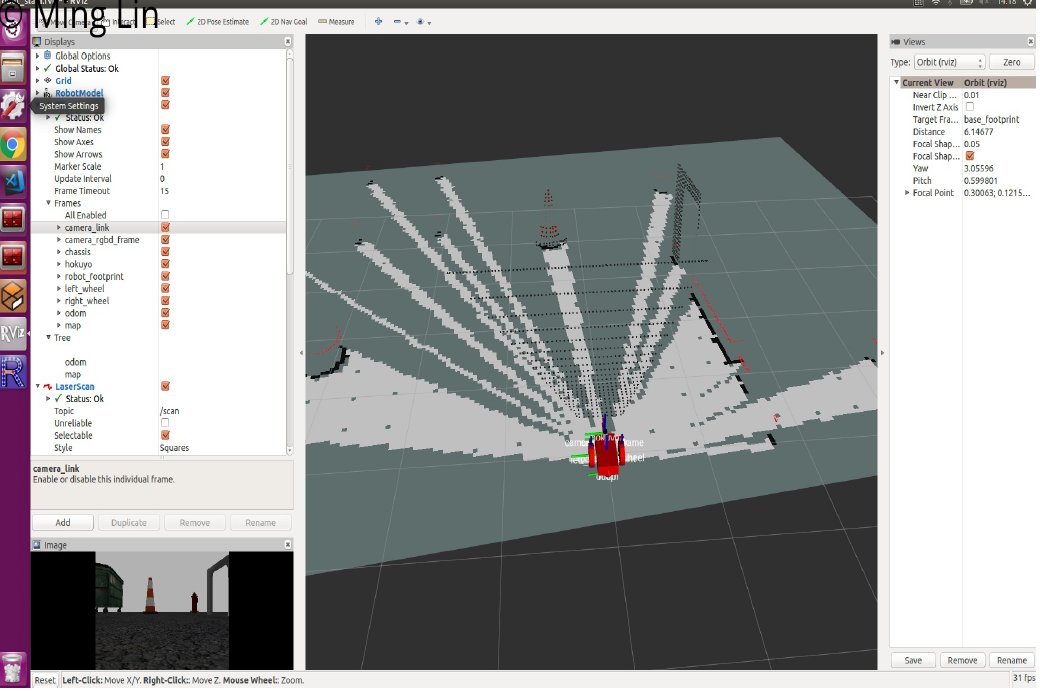 © Ming Lin
Interact
Select
2D Pose Estimate
2D Nav Goal
Measure
14:18
Displays
Global Options
Global Status: Ok
Grid
RobotModel
System Settings
Status: Ok
Show Names
Show Axes
Show Arrows
Marker Scale 1
Update Interval 0
Frame Timeout 15
Frames
All Enabled
camera_link
camera_rgbd_frame
chassis
hokuyo
robot_footprint
left_wheel
right_wheel
odom
map
Tree
odom
map
LaserScan
Status: Ok
Topic /scan
Unreliable
Selectable
Style Squares
camera_link
Enable or disable this individual frame.
Add Duplicate Remove Rename
Image
Reset Left-Click: Move X/Y. Right-Click:: Move Z. Mouse Wheel:: Zoom.
RViz
Views
Type: Orbit (rviz) Zero
Current View Orbit (rviz)
Near Clip ... 0.01
Invert Z Axis
Target Fra... base_footprint
Distance 6.14677
Focal Shap... 0.05
Focal Shap...
Yaw 3.05596
Pitch 0.599801
Focal Point 0.30063; 0.1215...
Save Remove Rename
31 fps